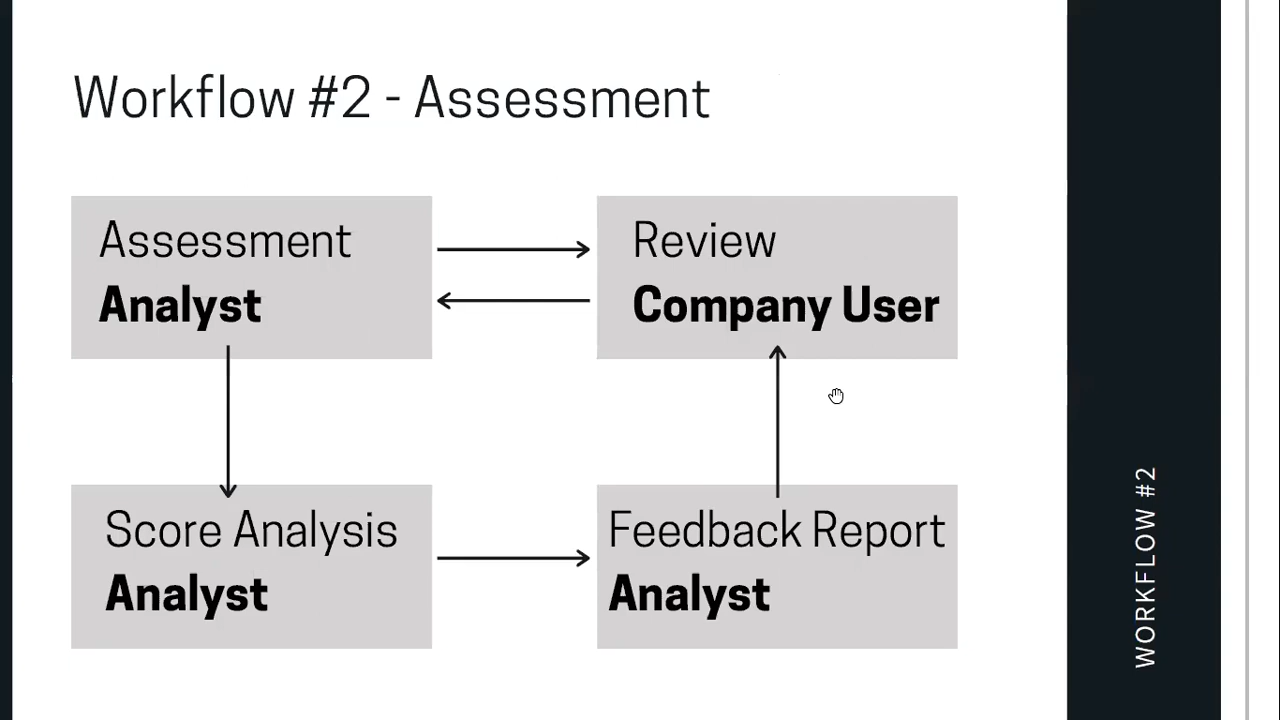 Workflow #2 - Assessment
Assessment
Analyst
Review
Company User
Score Analysis
Analyst
Feedback Report
Analyst
WORKFLOW #2